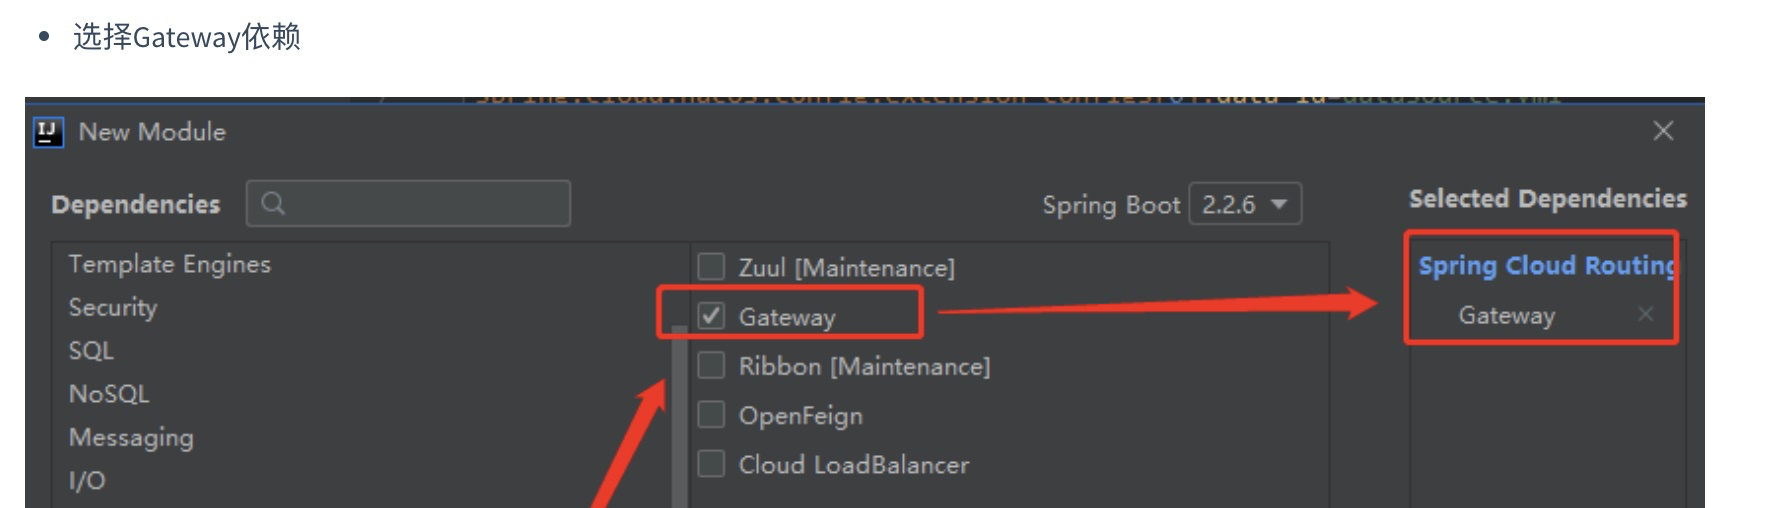 选择Gateway依赖
New Module
Dependencies
Spring Boot 2.2.6
Selected Dependencies
Template Engines
Security
SQL
NoSQL
Messaging
I/O
Zuul [Maintenance]
Gateway
Ribbon [Maintenance]
OpenFeign
Cloud LoadBalancer
Spring Cloud Routing
Gateway